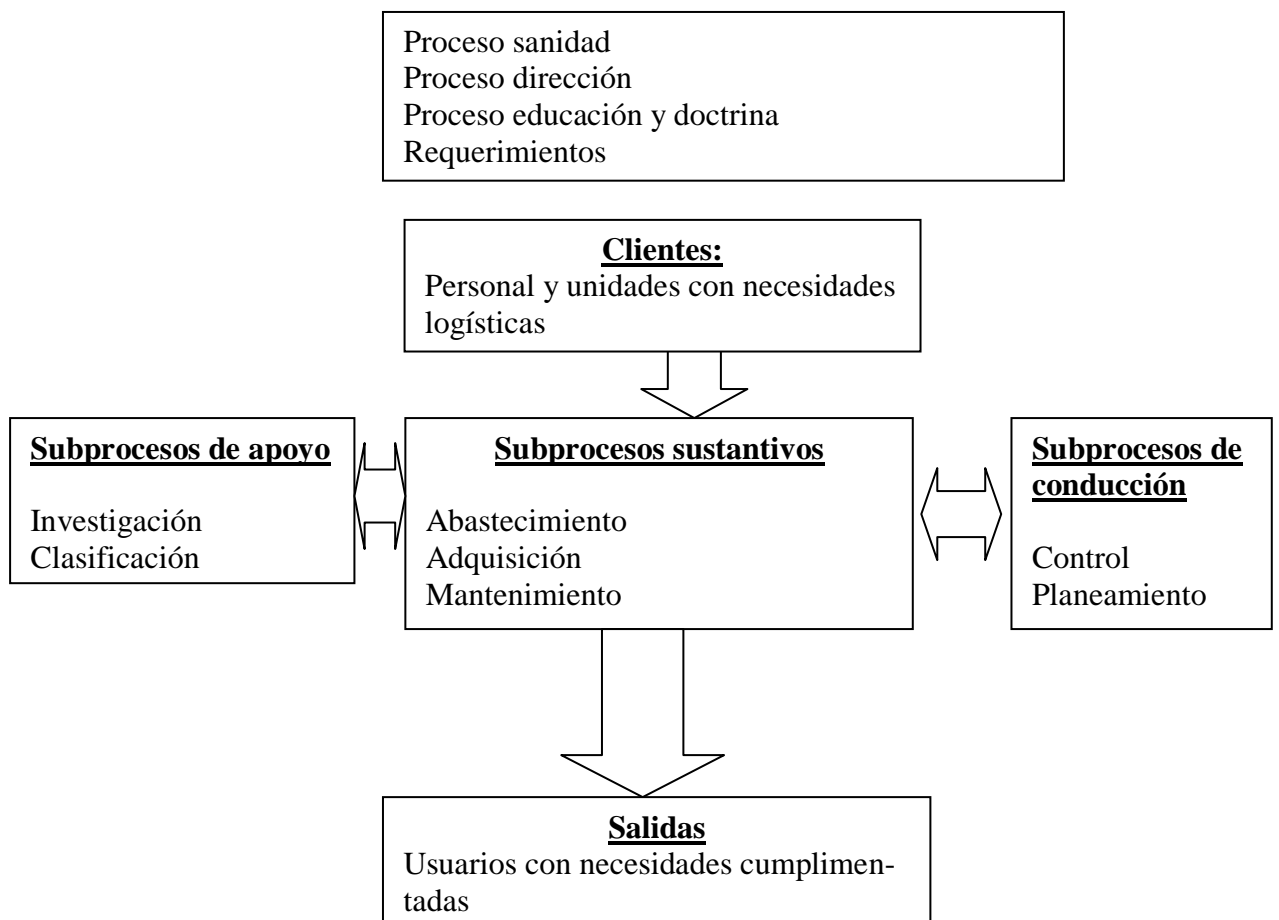 Proceso sanidad
Proceso dirección
Proceso educación y doctrina
Requerimientos
Clientes:
Personal y unidades con necesidades
logísticas
Subprocesos de apoyo
Investigación
Clasificación
Subprocesos sustantivos
Abastecimiento
Adquisición
Mantenimiento
Subprocesos de
conducción
Control
Planeamiento
Salidas
Usuarios con necesidades cumplimen-
tadas